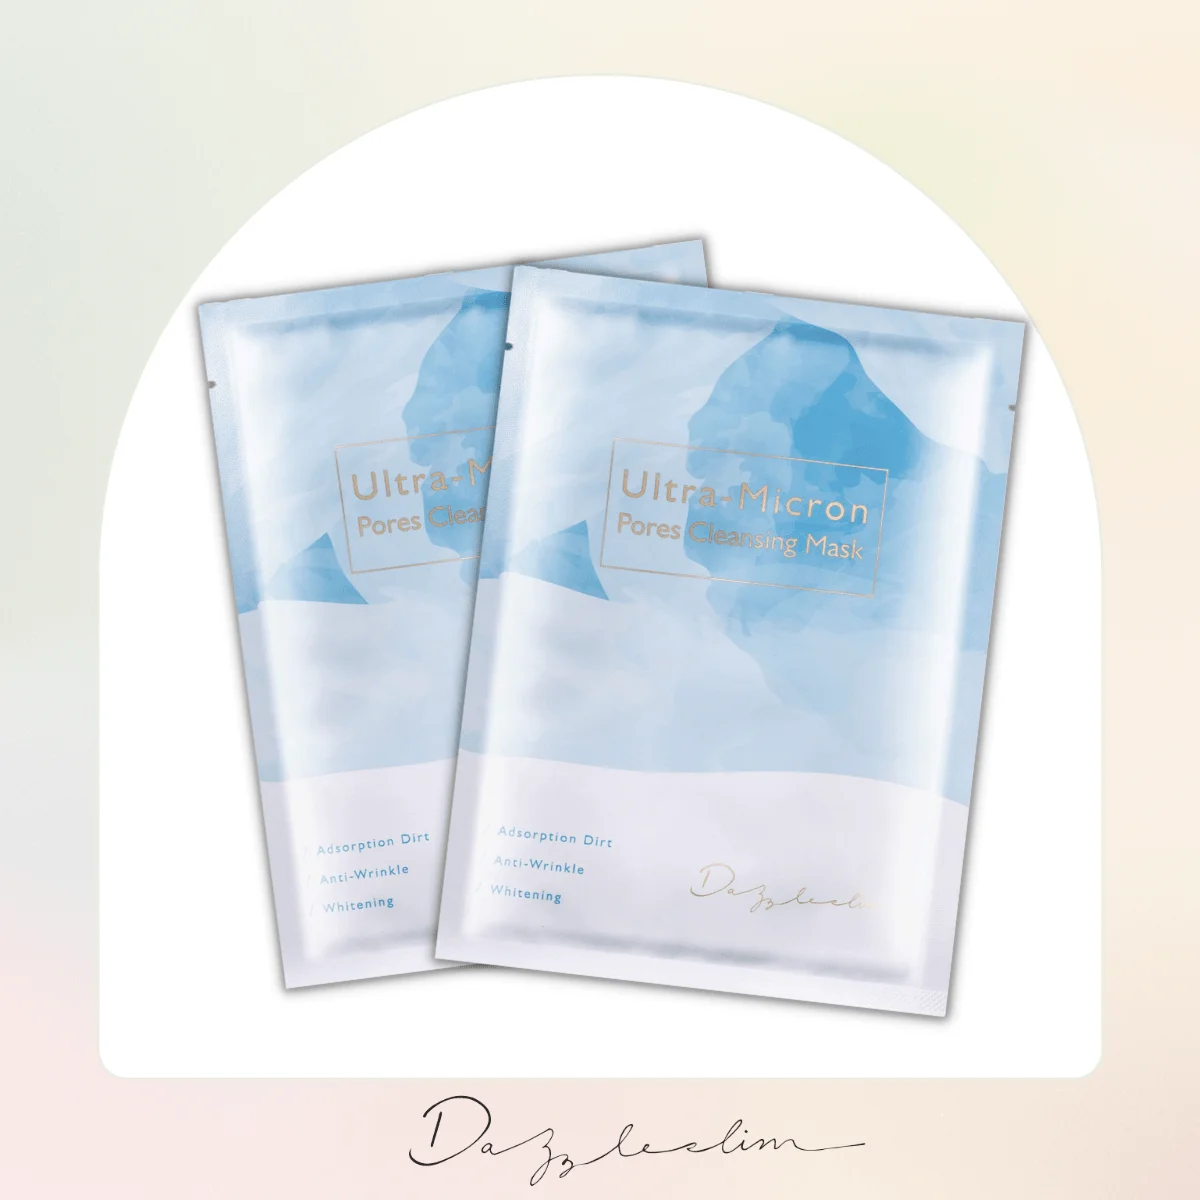 Ultra-M
Pores Clean
Adsorption Dirt
Anti-Wrinkle
Whitening
Ultra-Micron
Pores Cleansing Mask
/ Adsorption Dirt
/ Anti-Wrinkle
/ Whitening
Dazzleslim
Dazzleslim